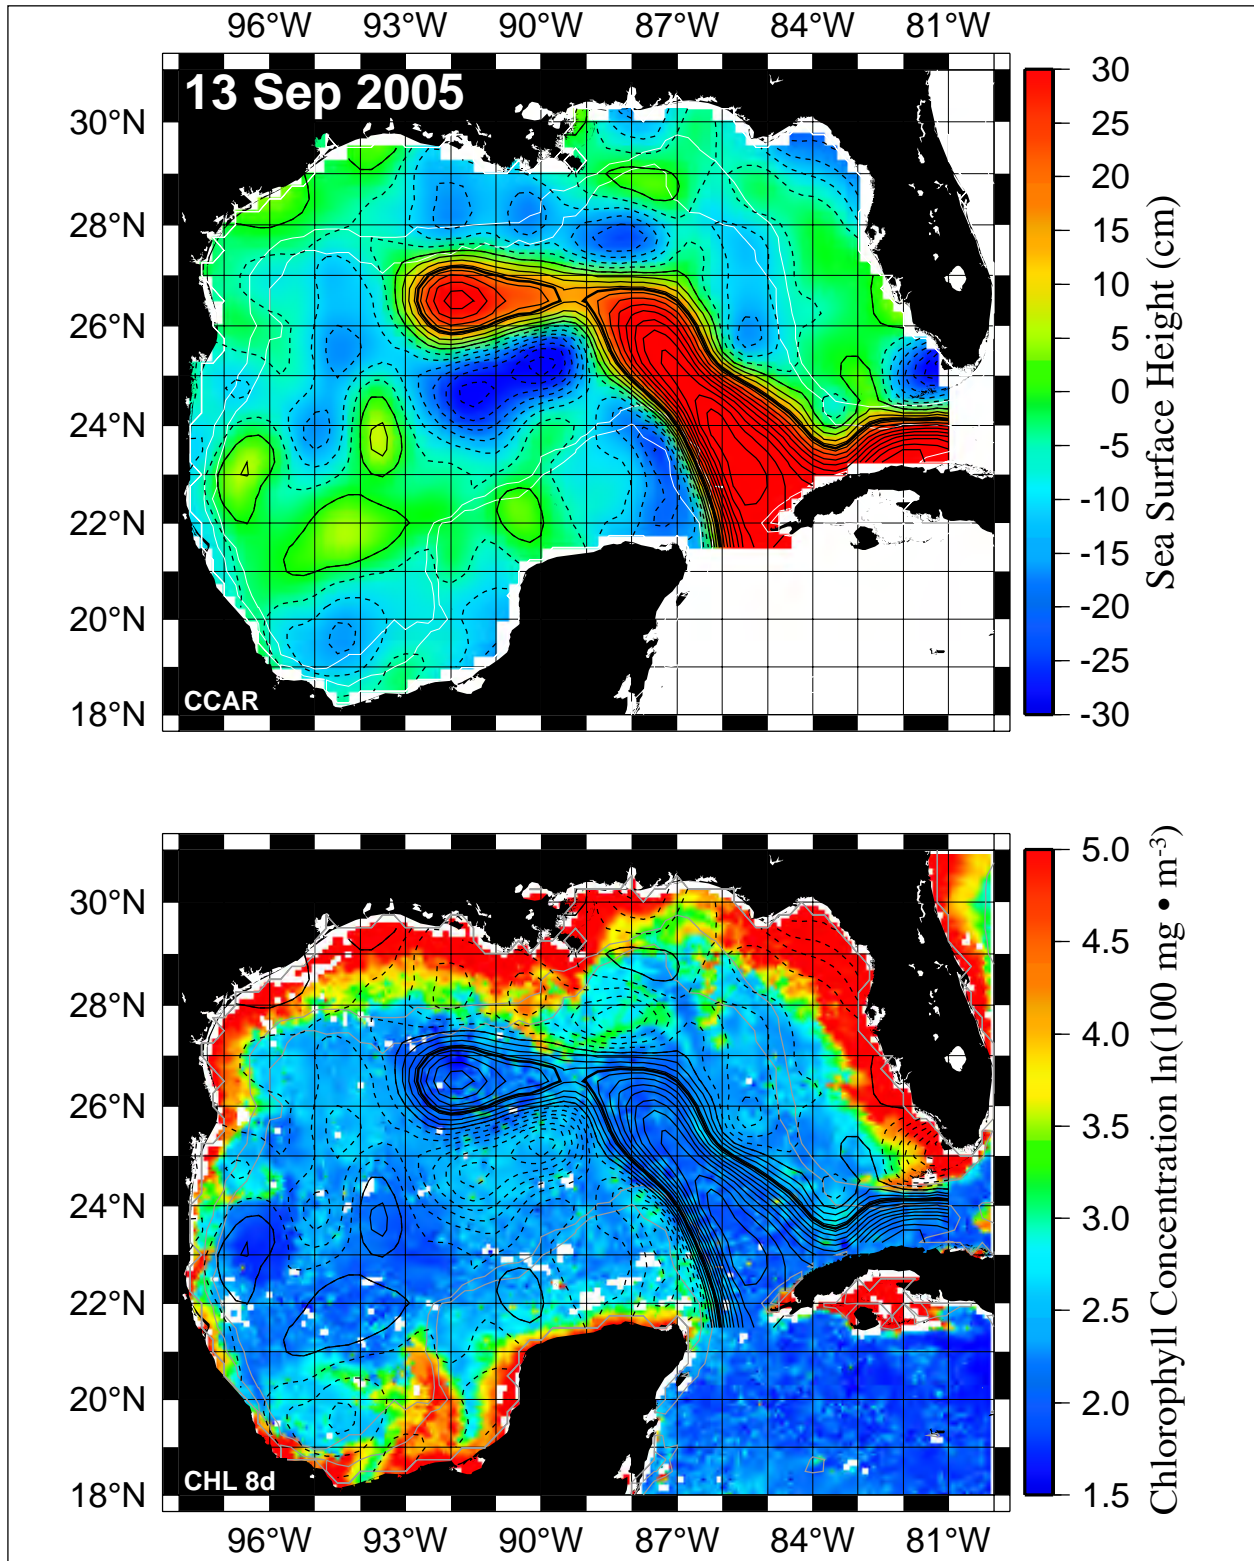 96°W 93°W 90°W 87°W 84°W 81°W
13 Sep 2005
30°N
28°N
26°N
24°N
22°N
20°N
18°N
CCAR
30
25
20
15
10
5
0
-5
-10
-15
-20
-25
-30
Sea Surface Height (cm)
30°N
28°N
26°N
24°N
22°N
20°N
18°N
CHL 8d
5.0
4.5
4.0
3.5
3.0
2.5
2.0
1.5
Chlorophyll Concentration ln(100 mg • m-3)
96°W 93°W 90°W 87°W 84°W 81°W